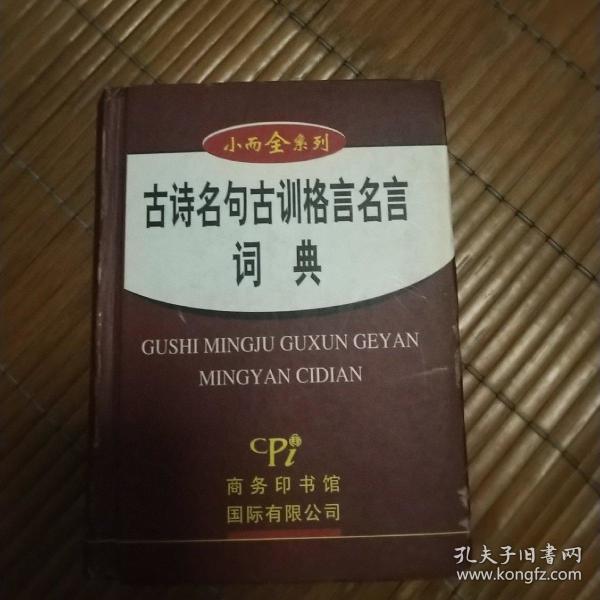 小而全系列
古诗名句古训格言名言
词典
GUSHI MINGJU GUXUN GEYAN
MINGYAN CIDIAN
CPi
商务印书馆
国际有限公司
孔夫子旧书网
www.kongfz.com